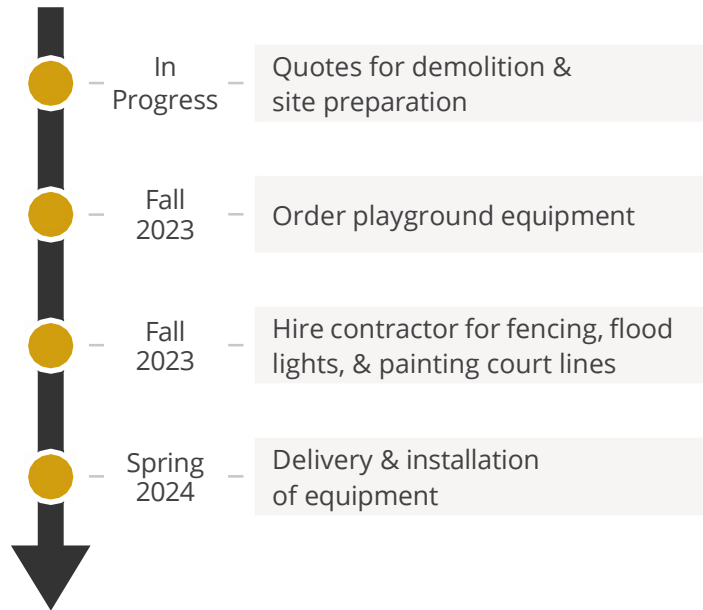 In
Progress
Quotes for demolition &
site preparation
Fall
2023
Order playground equipment
Fall
2023
Hire contractor for fencing, flood
lights, & painting court lines
Spring
2024
Delivery & installation
of equipment